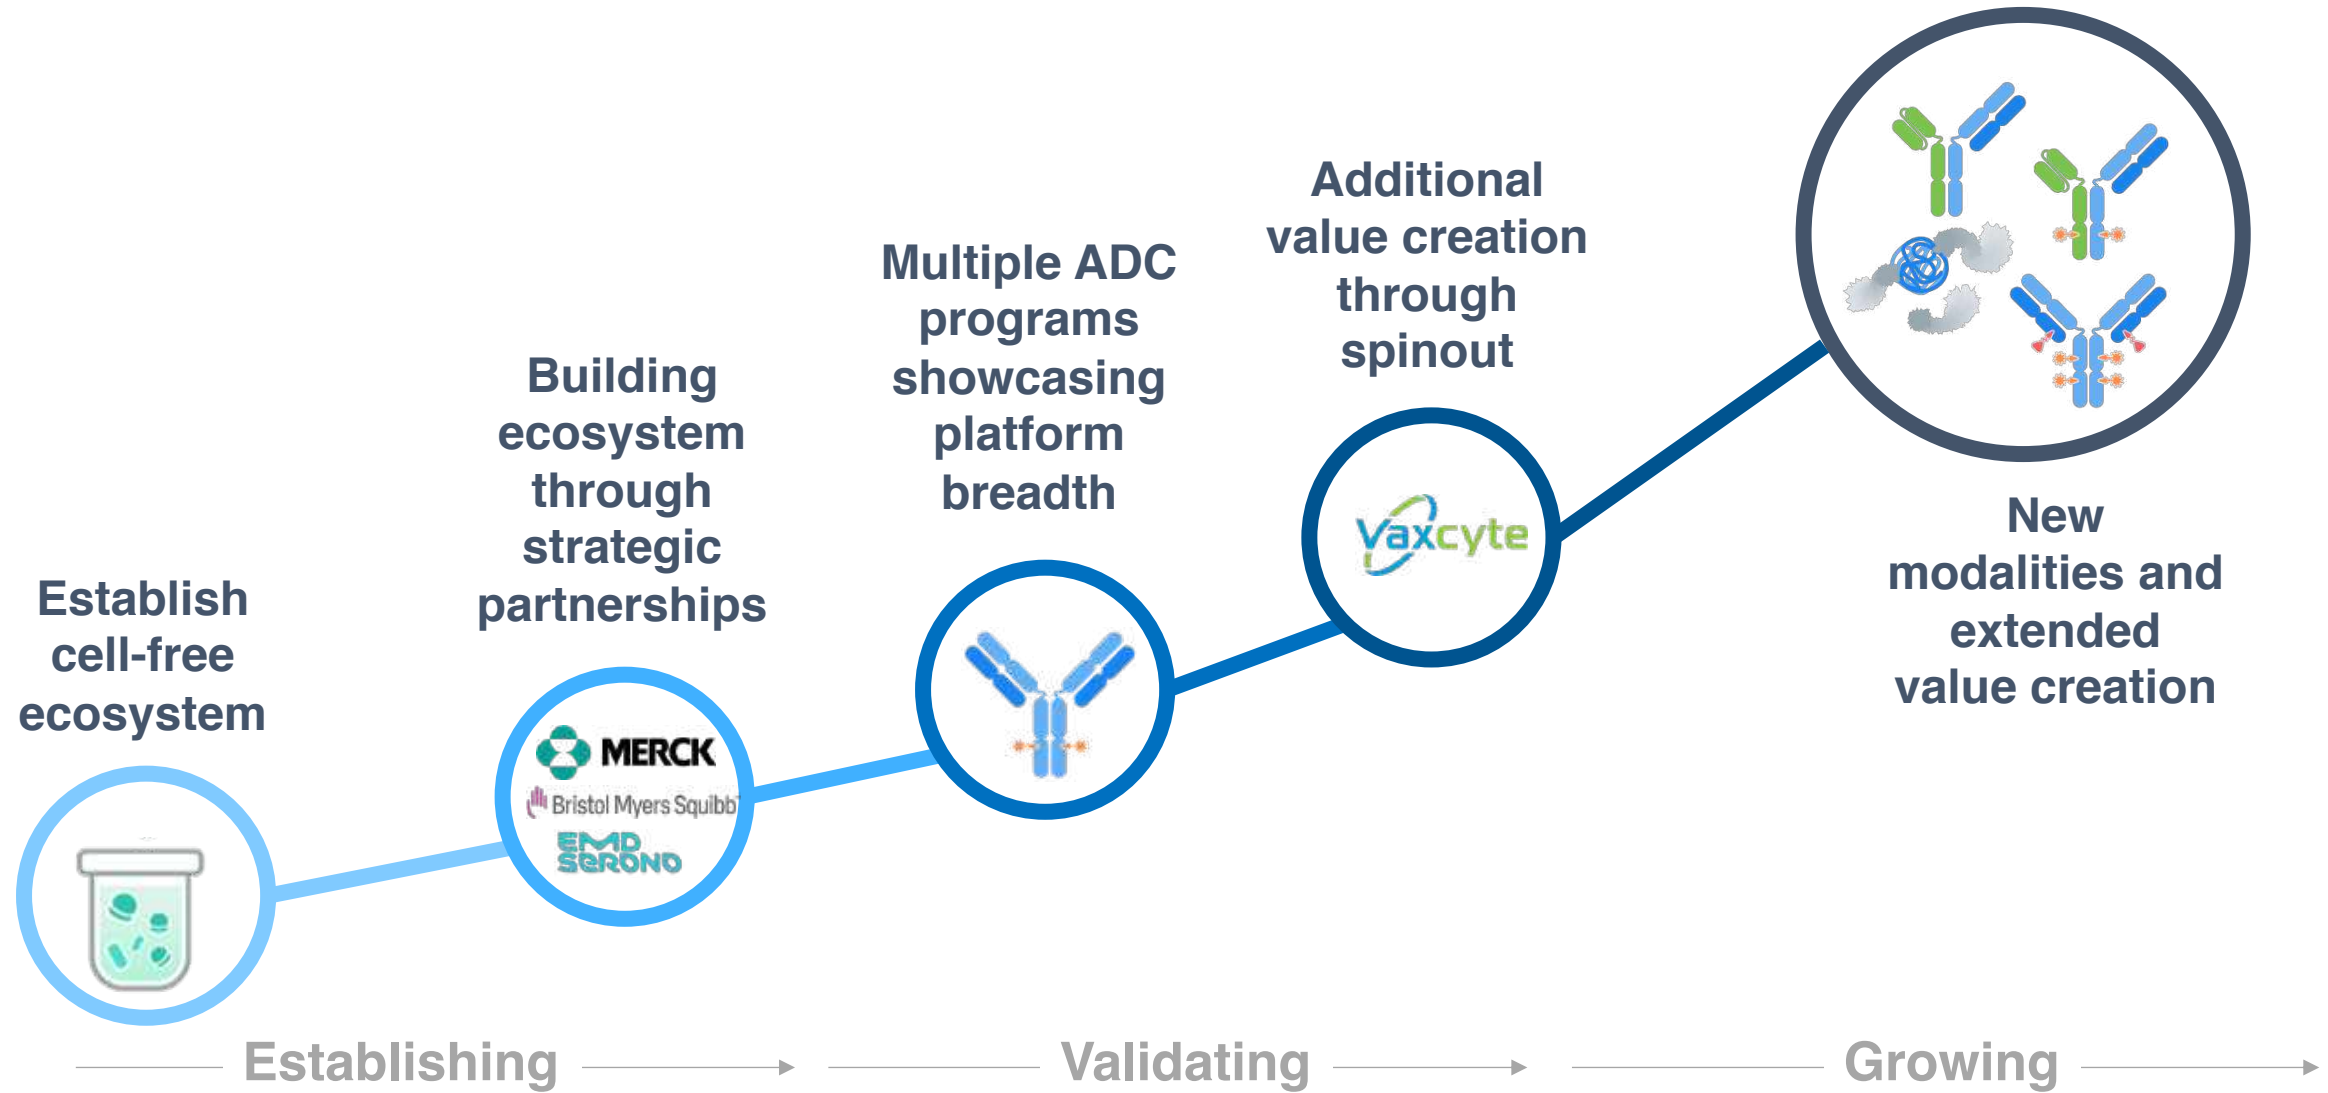 Establish
cell-free
ecosystem
Building
ecosystem
through
strategic
partnerships
MERCK
Bristol Myers Squibb
EMD
SERONO
Multiple ADC
programs
showcasing
platform
breadth
Additional
value creation
through
spinout
Vaxcyte
New
modalities and
extended
value creation
Establishing
Validating
Growing